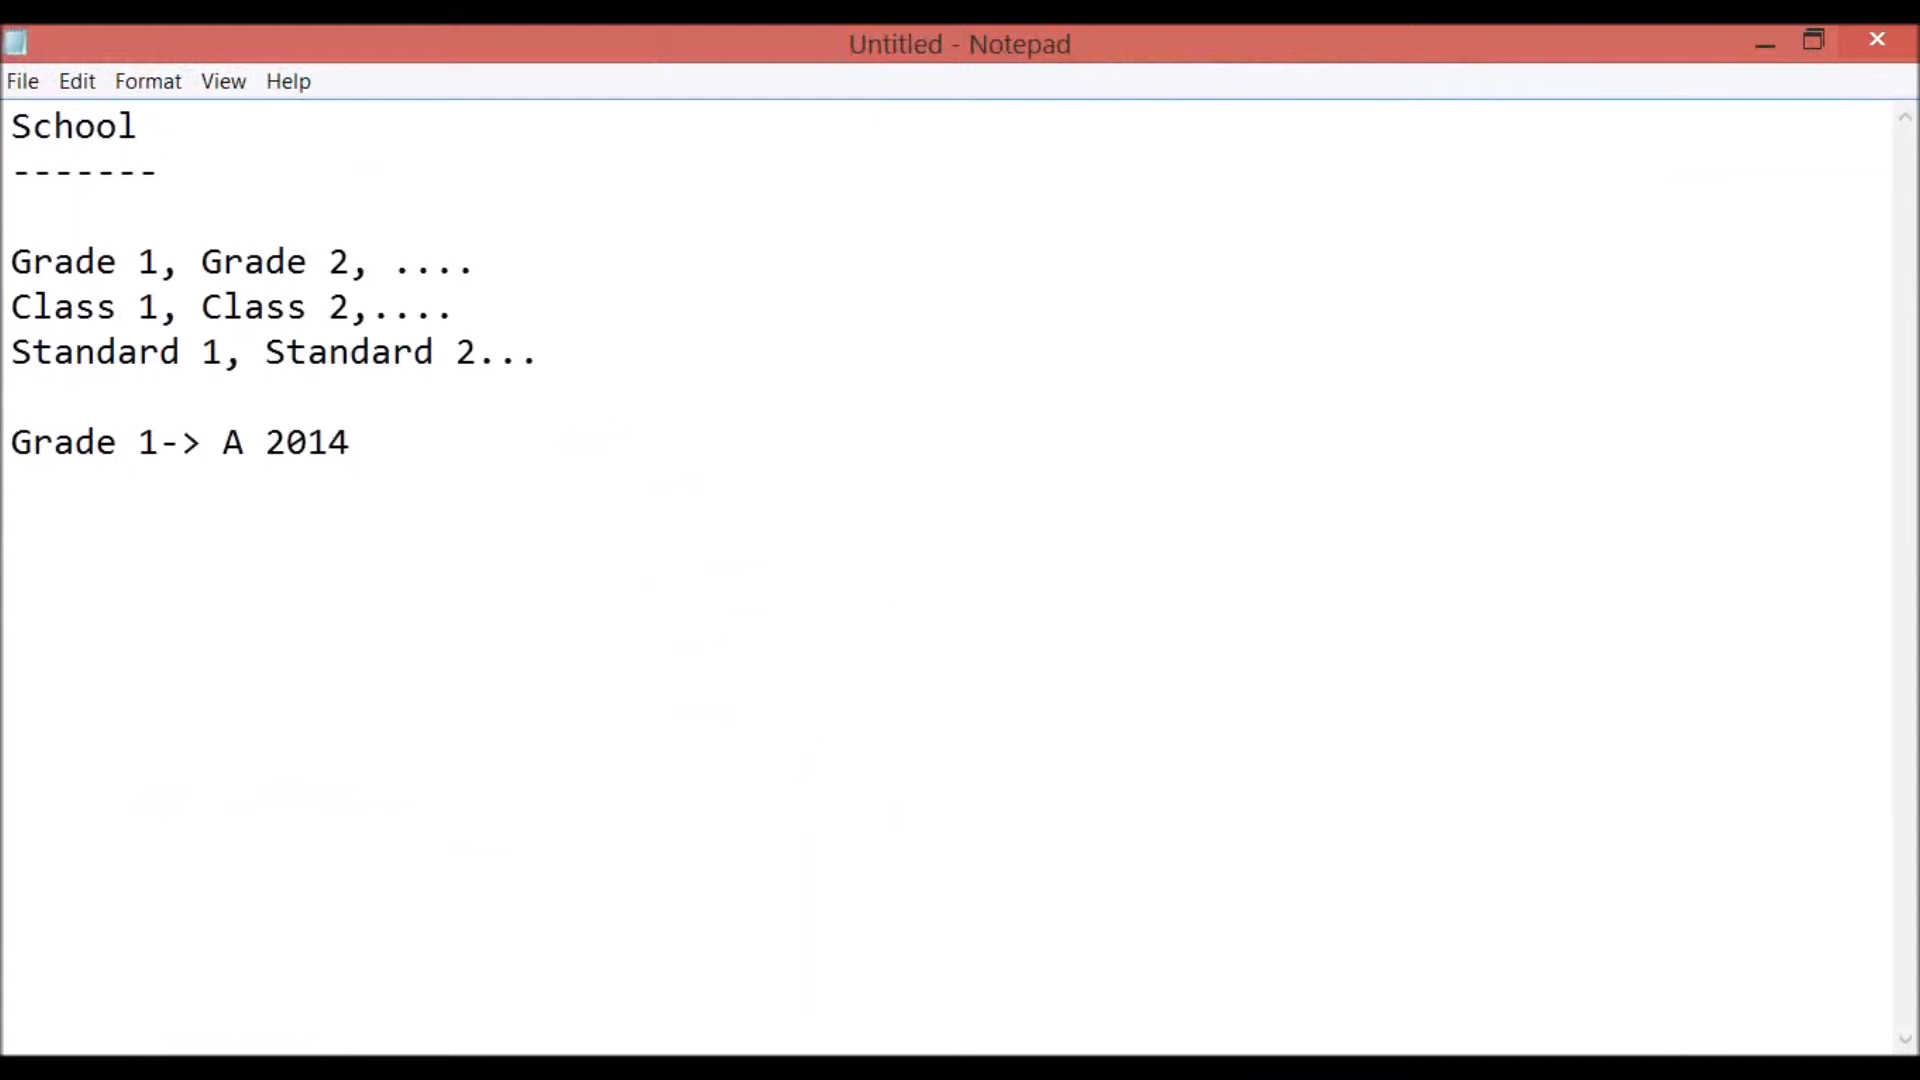 Untitled - Notepad
File Edit Format View Help
School
-------
Grade 1, Grade 2, ....
Class 1, Class 2,....
Standard 1, Standard 2...
Grade 1-> A 2014